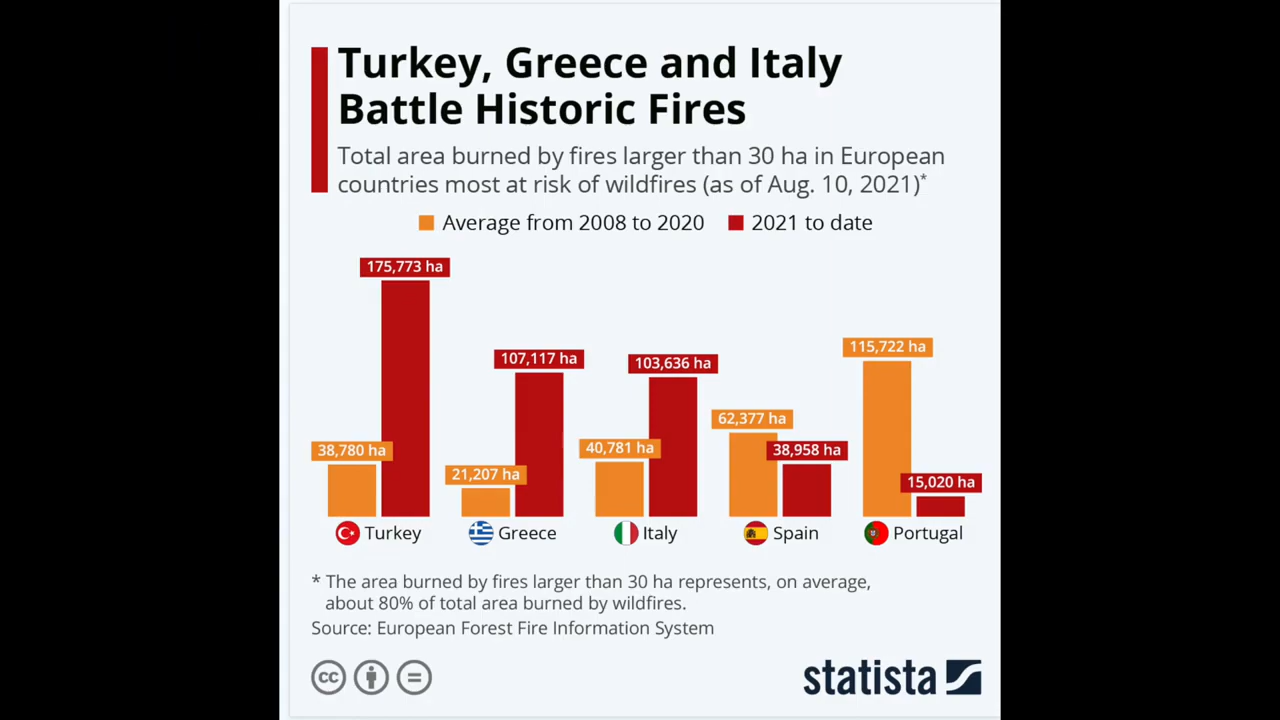 Turkey, Greece and Italy
Battle Historic Fires
Total area burned by fires larger than 30 ha in European
countries most at risk of wildfires (as of Aug. 10, 2021)*
Average from 2008 to 2020 2021 to date
38,780 ha 175,773 ha
21,207 ha 107,117 ha
40,781 ha 103,636 ha
62,377 ha 38,958 ha
115,722 ha 15,020 ha
Turkey Greece Italy Spain Portugal
* The area burned by fires larger than 30 ha represents, on average,
about 80% of total area burned by wildfires.
Source: European Forest Fire Information System
cc =
statista